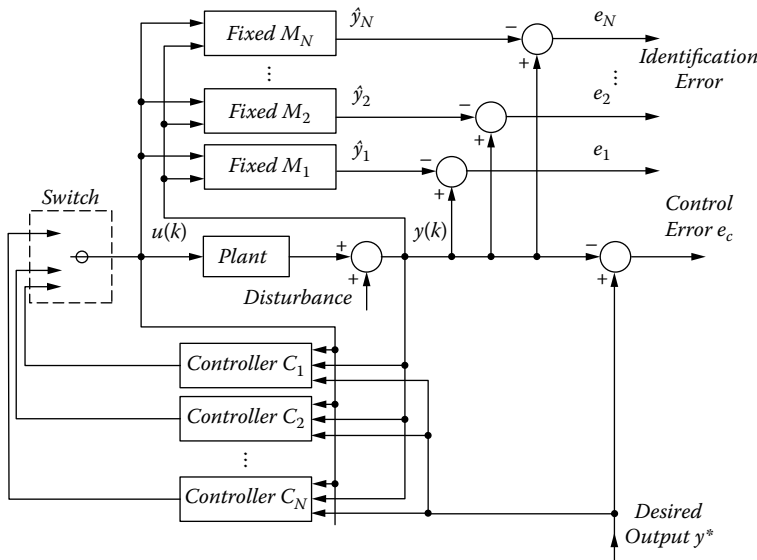 Fixed M_N
ŷ_N
−
+
e_N
Identification
Error
⋯
⋮
Fixed M_2
ŷ_2
−
+
e_2
Fixed M_1
ŷ_1
−
+
e_1
Switch
u(k)
Plant
+
+
Disturbance
y(k)
−
+
Control
Error e_c
Controller C_1
Controller C_2
⋯
Controller C_N
Desired
Output y*